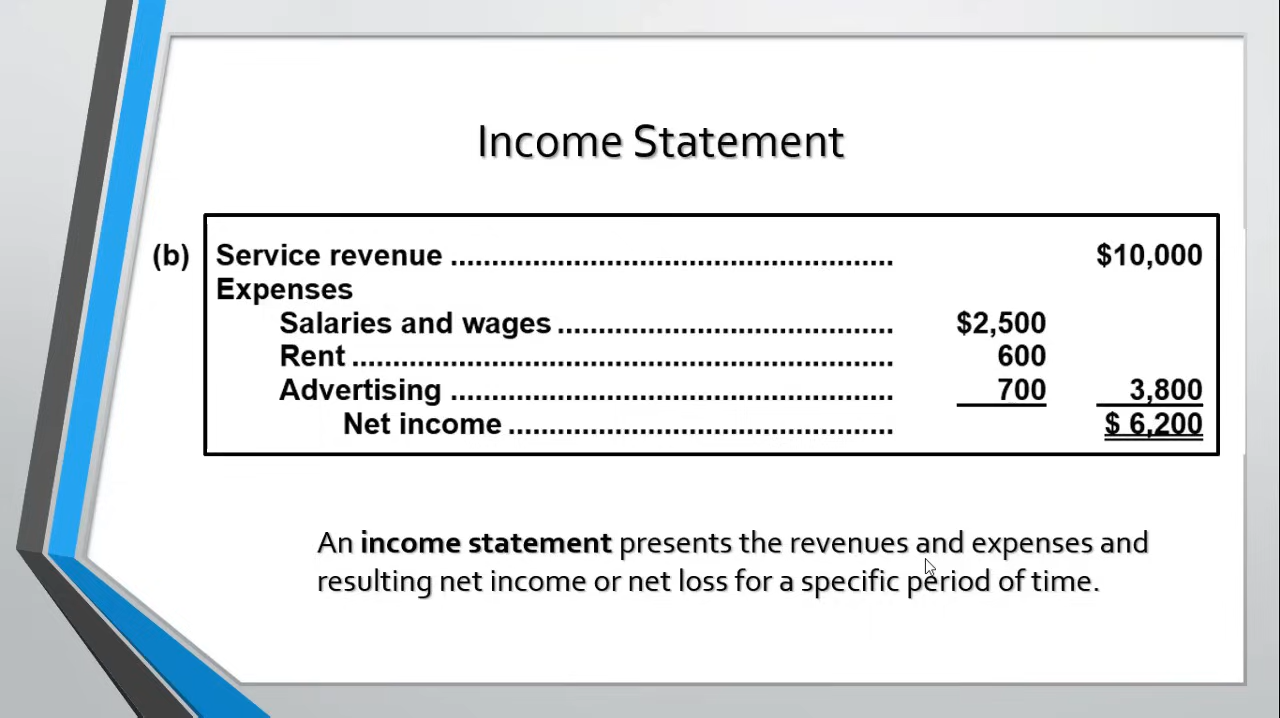 Income Statement
(b) Service revenue ...................................................... $10,000
Expenses
Salaries and wages ......................................... $2,500
Rent .................................................................. 600
Advertising ...................................................... 700 3,800
Net income ............................................... $ 6,200
An income statement presents the revenues and expenses and
resulting net income or net loss for a specific period of time.